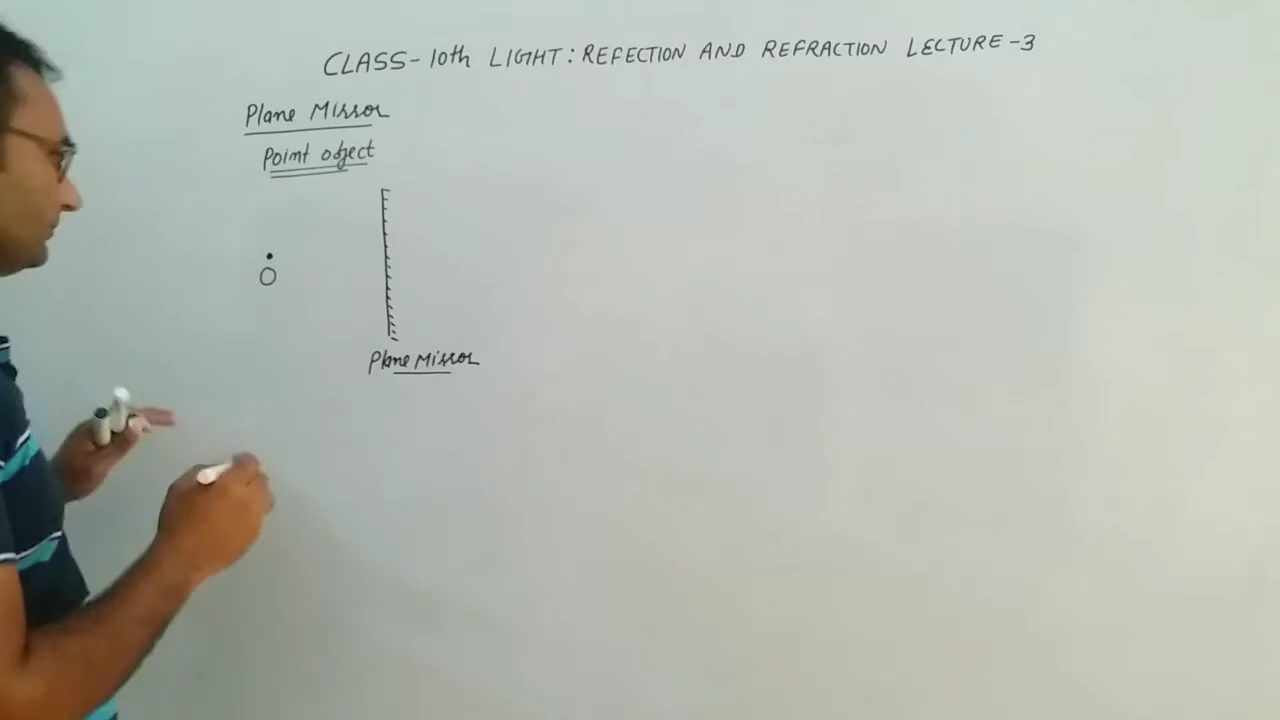 CLASS-10th LIGHT: REFECTION AND REFRACTION LECTURE-3
Plane Mirror
Point object
O
Plane Mirror